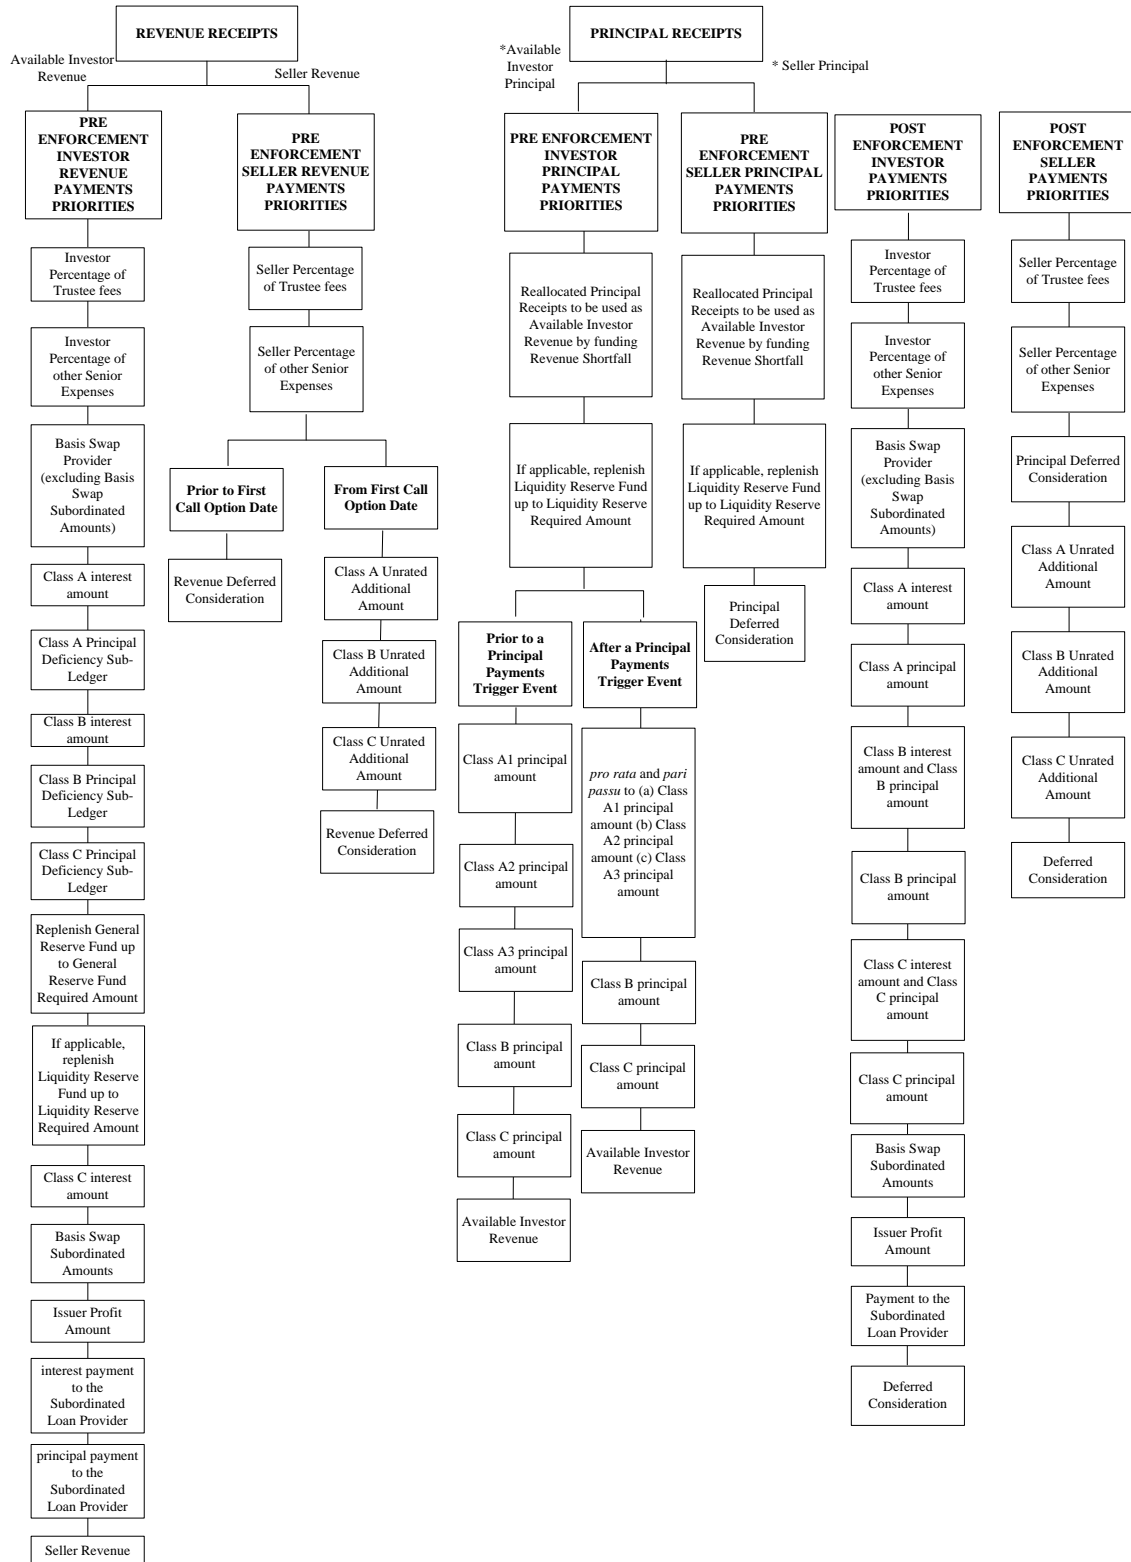 REVENUE RECEIPTS
Available Investor
Revenue
Seller Revenue
PRE
ENFORCEMENT
INVESTOR
REVENUE
PAYMENTS
PRIORITIES
Investor
Percentage of
Trustee fees
Investor
Percentage of
other Senior
Expenses
Basis Swap
Provider
(excluding Basis
Swap
Subordinated
Amounts)
Class A interest
amount
Class A Principal
Deficiency Sub-
Ledger
Class B interest
amount
Class B Principal
Deficiency Sub-
Ledger
Class C Principal
Deficiency Sub-
Ledger
Replenish General
Reserve Fund up
to General
Reserve Fund
Required Amount
If applicable,
replenish
Liquidity Reserve
Fund up to
Liquidity Reserve
Required Amount
Class C interest
amount
Basis Swap
Subordinated
Amounts
Issuer Profit
Amount
interest payment
to the
Subordinated
Loan Provider
principal payment
to the
Subordinated
Loan Provider
Seller Revenue
PRE
ENFORCEMENT
SELLER REVENUE
PAYMENTS
PRIORITIES
Seller Percentage
of Trustee fees
Seller Percentage
of other Senior
Expenses
Prior to First
Call Option Date
Revenue Deferred
Consideration
From First Call
Option Date
Class A Unrated
Additional
Amount
Class B Unrated
Additional
Amount
Class C Unrated
Additional
Amount
Revenue Deferred
Consideration
PRINCIPAL RECEIPTS
*Available
Investor
Principal
* Seller Principal
PRE ENFORCEMENT
INVESTOR
PRINCIPAL
PAYMENTS
PRIORITIES
Reallocated Principal
Receipts to be used as
Available Investor
Revenue by funding
Revenue Shortfall
If applicable, replenish
Liquidity Reserve Fund
up to Liquidity Reserve
Required Amount
Prior to a
Principal
Payments
Trigger Event
Class A1 principal
amount
Class A2 principal
amount
Class A3 principal
amount
Class B principal
amount
Class C principal
amount
Available Investor
Revenue
After a Principal
Payments
Trigger Event
pro rata and pari
passu to (a) Class
A1 principal
amount (b) Class
A2 principal
amount (c) Class
A3 principal
amount
Class B principal
amount
Class C principal
amount
Available Investor
Revenue
PRE
ENFORCEMENT
SELLER PRINCIPAL
PAYMENTS
PRIORITIES
Reallocated Principal
Receipts to be used as
Available Investor
Revenue by funding
Revenue Shortfall
If applicable, replenish
Liquidity Reserve Fund
up to Liquidity Reserve
Required Amount
Principal
Deferred
Consideration
POST
ENFORCEMENT
INVESTOR
PAYMENTS
PRIORITIES
Investor
Percentage of
Trustee fees
Investor
Percentage of
other Senior
Expenses
Basis Swap
Provider
(excluding Basis
Swap
Subordinated
Amounts)
Class A interest
amount
Class A principal
amount
Class B interest
amount and Class
B principal
amount
Class B principal
amount
Class C interest
amount and Class
C principal
amount
Class C principal
amount
Basis Swap
Subordinated
Amounts
Issuer Profit
Amount
Payment to the
Subordinated
Loan Provider
Deferred
Consideration
POST
ENFORCEMENT
SELLER
PAYMENTS
PRIORITIES
Seller Percentage
of Trustee fees
Seller Percentage
of other Senior
Expenses
Principal Deferred
Consideration
Class A Unrated
Additional
Amount
Class B Unrated
Additional
Amount
Class C Unrated
Additional
Amount
Deferred
Consideration